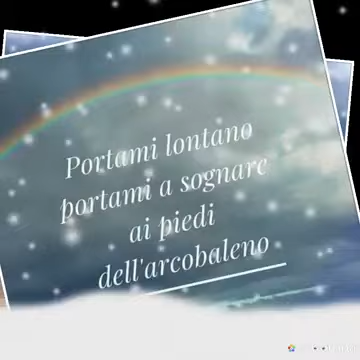 Portami lontano
portami a sognare
ai piedi
dell'arcobaleno